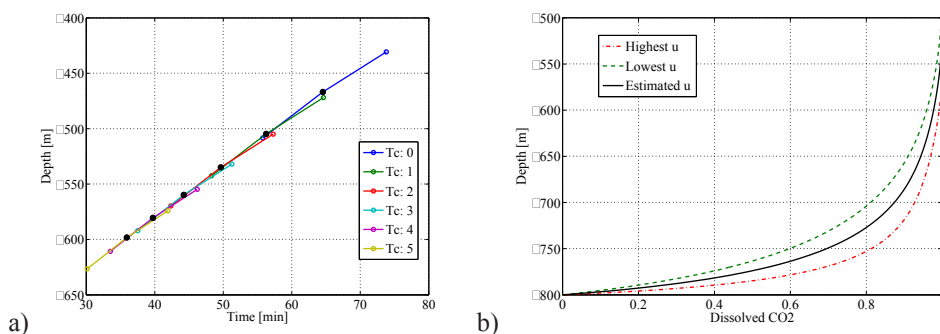 □400
□450
□500
□550
□600
□650
Depth [m]
30 40 50 60 70 80
Time [min]
Tc: 0
Tc: 1
Tc: 2
Tc: 3
Tc: 4
Tc: 5
a)
□500
□550
□600
□650
□700
□750
□800
Depth [m]
0 0.2 0.4 0.6 0.8
Dissolved CO2
Highest u
Lowest u
Estimated u
b)